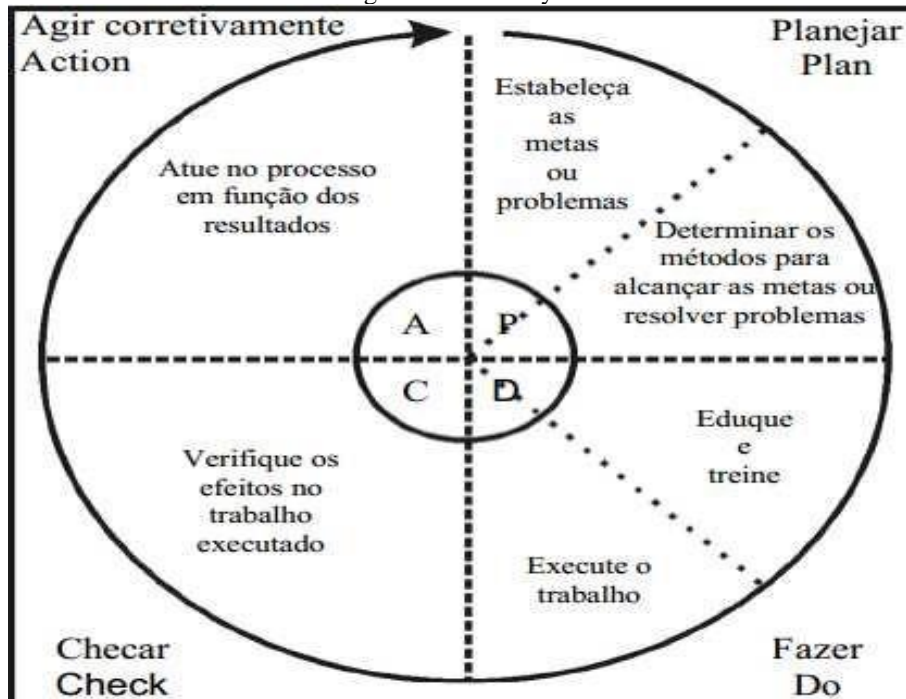 Agir corretivamente
Action
Planejar
Plan
Estabeleça
as
metas
ou
problemas
Atue no processo
em função dos
resultados
Determinar os
métodos para
alcançar as metas ou
resolver problemas
A
P
C
D
Eduque
e
treine
Verifique os
efeitos no
trabalho
executado
Execute o
trabalho
Checar
Check
Fazer
Do